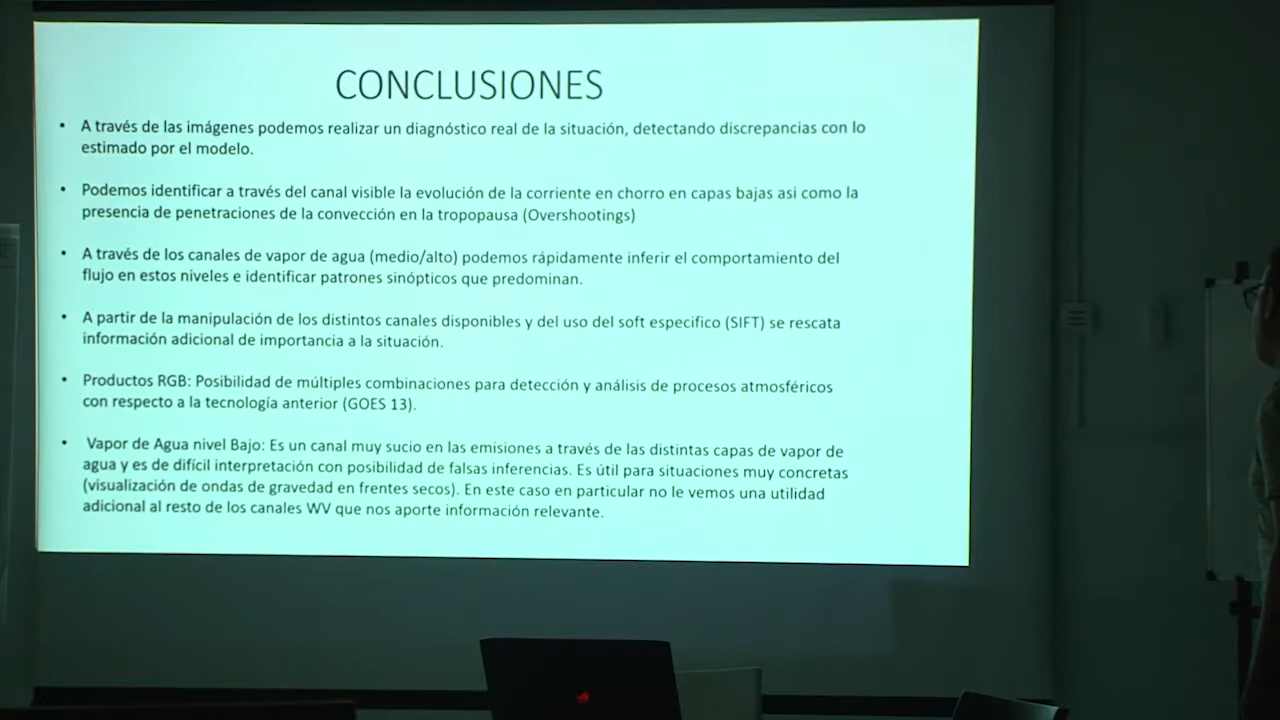 CONCLUSIONES
• A través de las imágenes podemos realizar un diagnóstico real de la situación, detectando discrepancias con lo
estimado por el modelo.
• Podemos identificar a través del canal visible la evolución de la corriente en chorro en capas bajas asi como la
presencia de penetraciones de la convección en la tropopausa (Overshootings)
• A través de los canales de vapor de agua (medio/alto) podemos rápidamente inferir el comportamiento del
flujo en estos niveles e identificar patrones sinópticos que predominan.
• A partir de la manipulación de los distintos canales disponibles y del uso del soft especifico (SIFT) se rescata
información adicional de importancia a la situación.
• Productos RGB: Posibilidad de múltiples combinaciones para detección y análisis de procesos atmosféricos
con respecto a la tecnología anterior (GOES 13).
• Vapor de Agua nivel Bajo: Es un canal muy sucio en las emisiones a través de las distintas capas de vapor de
agua y es de difícil interpretación con posibilidad de falsas inferencias. Es útil para situaciones muy concretas
(visualización de ondas de gravedad en frentes secos). En este caso en particular no le vemos una utilidad
adicional al resto de los canales WV que nos aporte información relevante.